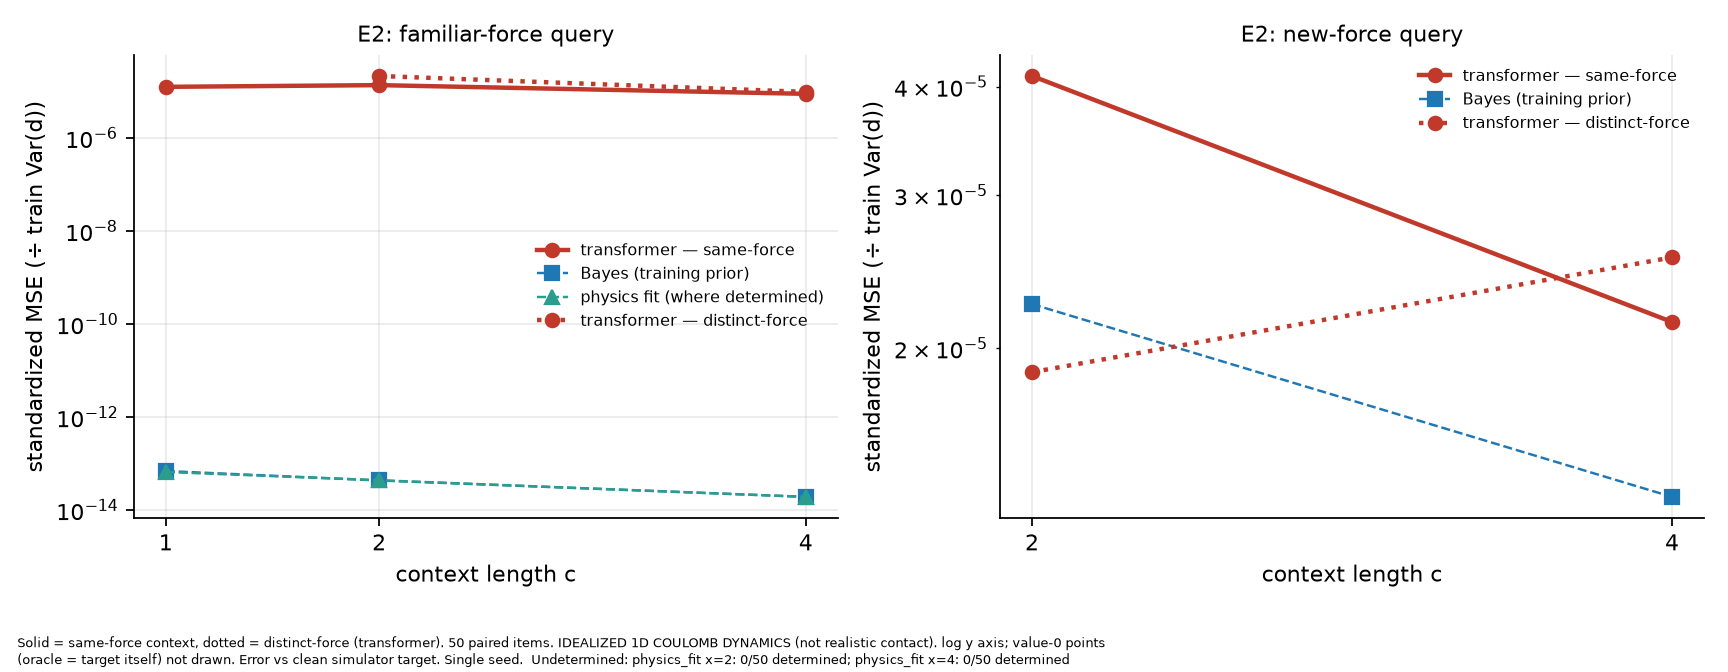 E2: familiar-force query
standardized MSE (÷ train Var(d))
10⁻⁶
10⁻⁸
10⁻¹⁰
10⁻¹²
10⁻¹⁴
transformer — same-force
Bayes (training prior)
physics fit (where determined)
transformer — distinct-force
1
2
4
context length c
E2: new-force query
standardized MSE (÷ train Var(d))
4 × 10⁻⁵
3 × 10⁻⁵
2 × 10⁻⁵
transformer — same-force
Bayes (training prior)
transformer — distinct-force
2
4
context length c
Solid = same-force context, dotted = distinct-force (transformer). 50 paired items. IDEALIZED 1D COULOMB DYNAMICS (not realistic contact). log y axis; value-0 points
(oracle = target itself) not drawn. Error vs clean simulator target. Single seed.  Undetermined: physics_fit x=2: 0/50 determined; physics_fit x=4: 0/50 determined